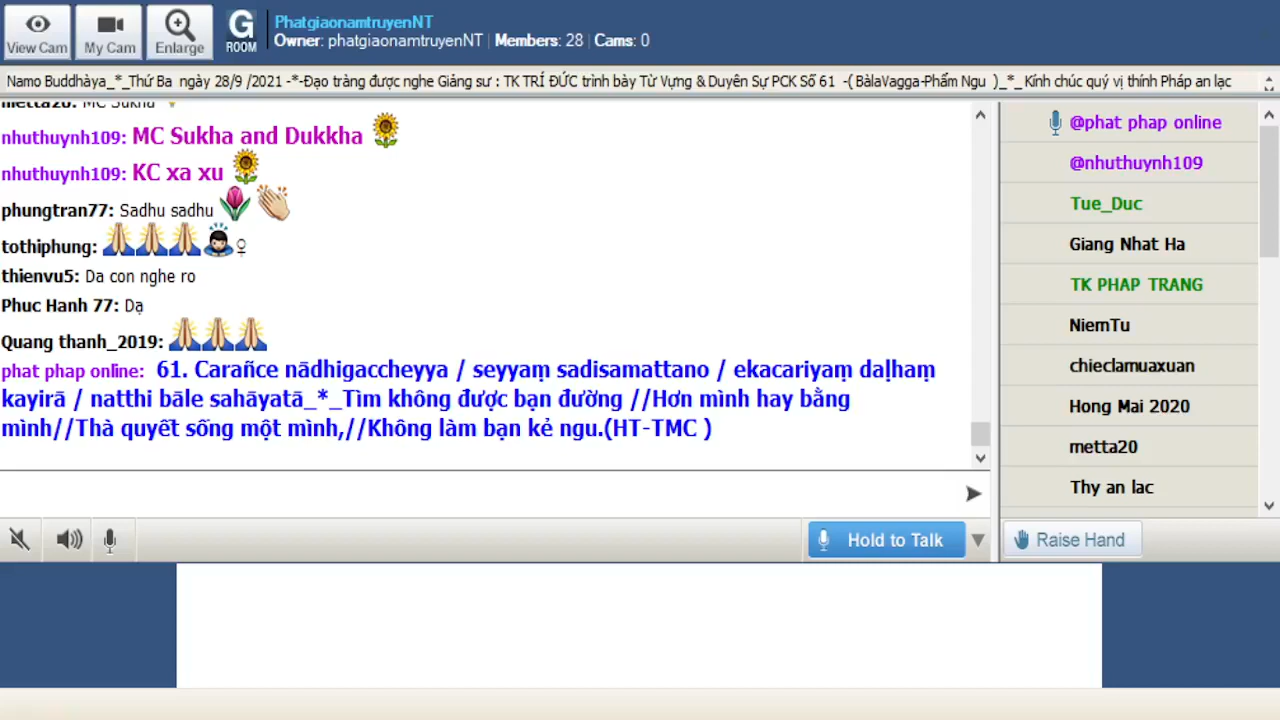 View Cam
My Cam
Enlarge
G
ROOM
PhatgiaonamtruyenNT
Owner: phatgiaonamtruyenNT | Members: 28 | Cams: 0
Namo Buddhàya_*_Thứ Ba ngày 28/9 /2021 -*-Đạo tràng được nghe Giảng sư : TK TRÍ ĐỨC trình bày Từ Vựng & Duyên Sự PCK Số 61 -( BàlaVagga-Phẩm Ngu )_*_ Kính chúc quý vị thính Pháp an lạc
metta20: MC Sukha
nhuthuynh109: MC Sukha and Dukkha 🌻
nhuthuynh109: KC xa xu 🌻
phungtran77: Sadhu sadhu 🌷 👏
tothiphung: 🙏🙏🙏🙇♀
thienvu5: Da con nghe ro
Phuc Hanh 77: Dạ
Quang thanh_2019: 🙏🙏🙏
phat phap online: 61. Carañce nādhigaccheyya / seyyaṃ sadisamattano / ekacariyaṃ daḷhaṃ
kayirā / natthi bāle sahāyatā_*_Tìm không được bạn đường //Hơn mình hay bằng
mình//Thà quyết sống một mình,//Không làm bạn kẻ ngu.(HT-TMC )
@phat phap online
@nhuthuynh109
Tue_Duc
Giang Nhat Ha
TK PHAP TRANG
NiemTu
chieclamuaxuan
Hong Mai 2020
metta20
Thy an lac
Hold to Talk
Raise Hand